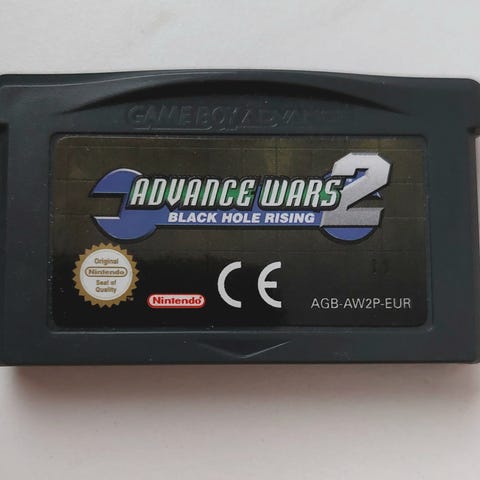 GAME BOY ADVANCE
ADVANCE WARS 2
BLACK HOLE RISING
Original
Nintendo
Seal of
Quality
Nintendo
CE
AGB-AW2P-EUR